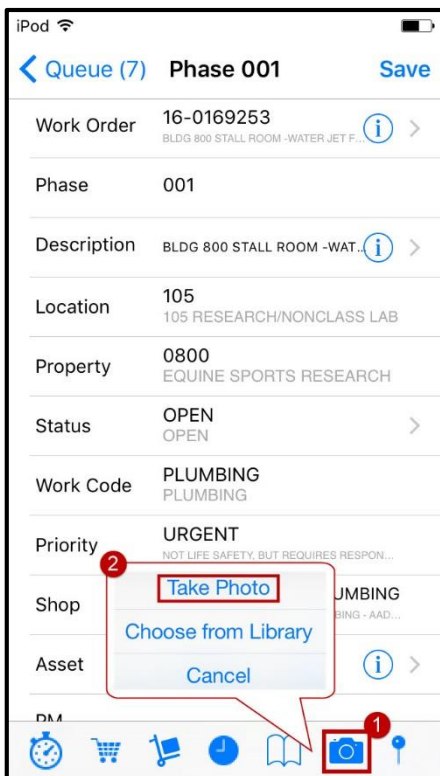 iPod
Queue (7) Phase 001 Save
Work Order 16-0169253
BLDG 800 STALL ROOM -WATER JET F...
Phase 001
Description BLDG 800 STALL ROOM -WAT..
Location 105
105 RESEARCH/NONCLASS LAB
Property 0800
EQUINE SPORTS RESEARCH
Status OPEN
OPEN
Work Code PLUMBING
PLUMBING
Priority URGENT
NOT LIFE SAFETY, BUT REQUIRES RESPON...
2
Take Photo
Shop UMBING
BING - AAD...
Choose from Library
Asset
Cancel
PM
1